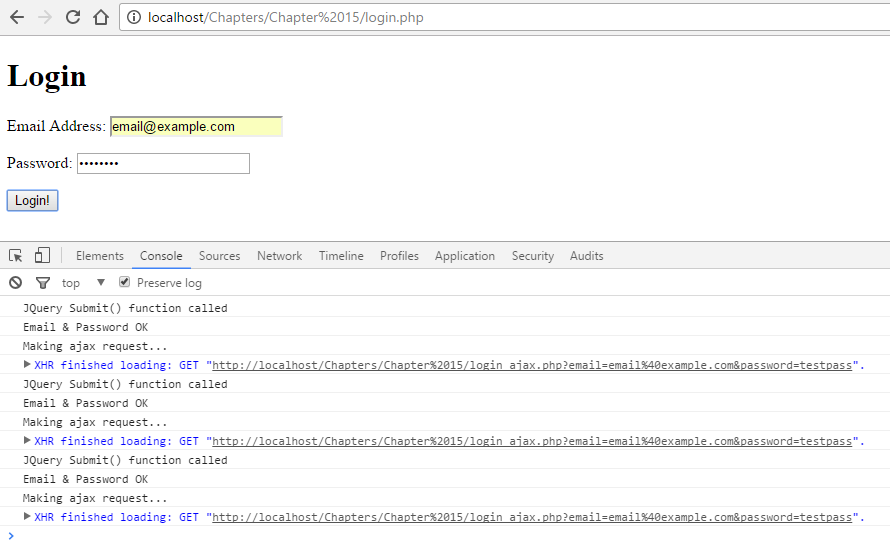 localhost/Chapters/Chapter%2015/login.php
Login
Email Address: email@example.com
Password: ••••••••
Login!
Elements Console Sources Network Timeline Profiles Application Security Audits
top ▼ Preserve log
JQuery Submit() function called
Email & Password OK
Making ajax request...
XHR finished loading: GET "http://localhost/Chapters/Chapter%2015/login_ajax.php?email=email%40example.com&password=testpass".
JQuery Submit() function called
Email & Password OK
Making ajax request...
XHR finished loading: GET "http://localhost/Chapters/Chapter%2015/login_ajax.php?email=email%40example.com&password=testpass".
JQuery Submit() function called
Email & Password OK
Making ajax request...
XHR finished loading: GET "http://localhost/Chapters/Chapter%2015/login_ajax.php?email=email%40example.com&password=testpass".